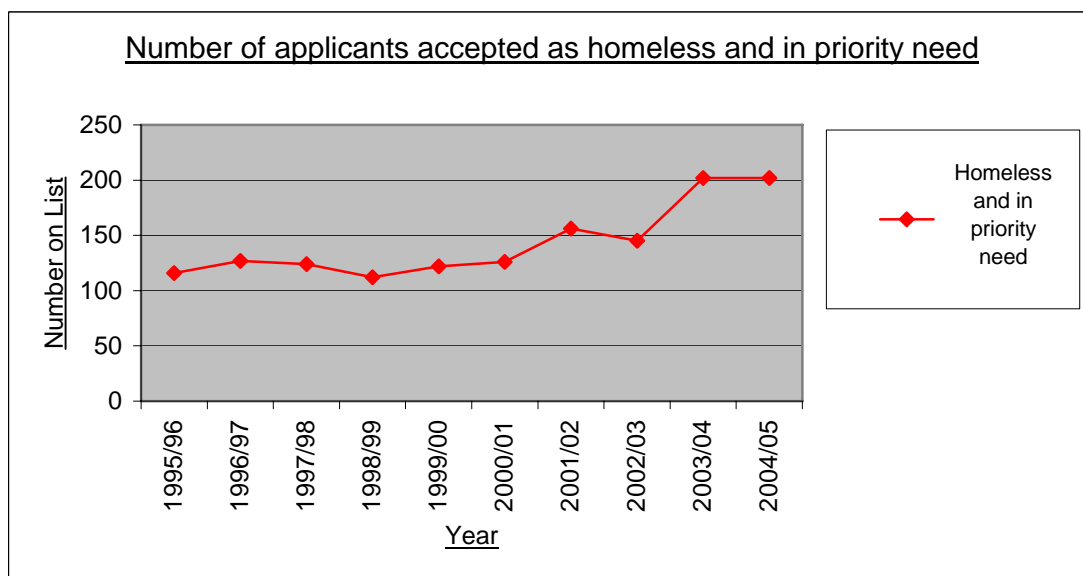 Number of applicants accepted as homeless and in priority need
250
200
150
100
50
0
Number on List
1995/96
1996/97
1997/98
1998/99
1999/00
2000/01
2001/02
2002/03
2003/04
2004/05
Year
Homeless
and in
priority
need